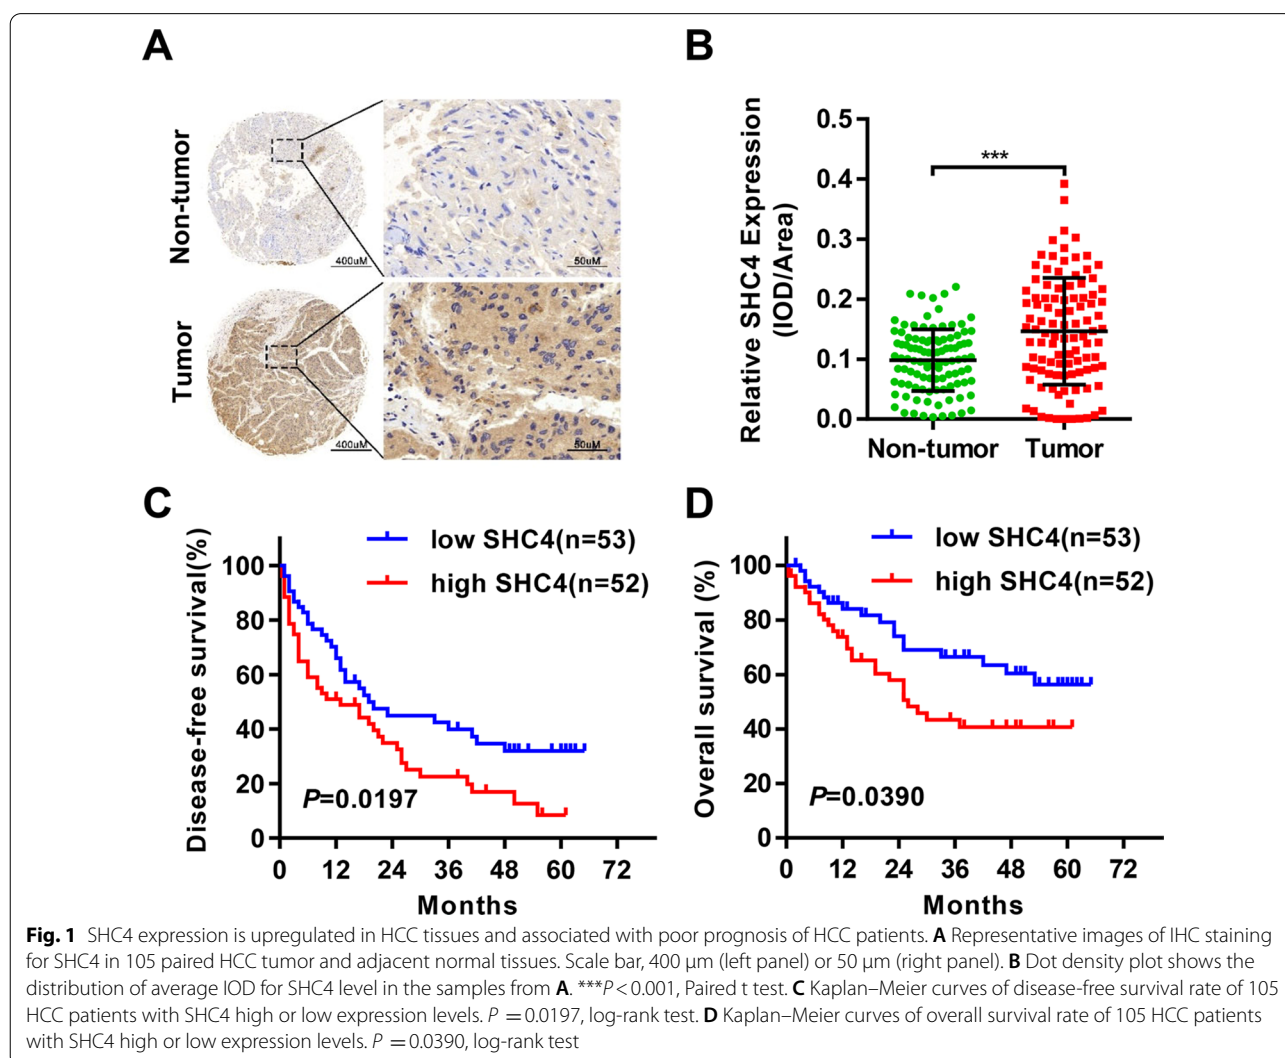 A
Non-tumor
400uM
50uM
Tumor
400uM
50uM
B
Relative SHC4 Expression
(IOD/Area)
0.5
0.4
0.3
0.2
0.1
0.0
***
Non-tumor Tumor
C
low SHC4(n=53)
high SHC4(n=52)
Disease-free survival(%)
100
80
60
40
20
0
P=0.0197
0 12 24 36 48 60 72
Months
D
low SHC4(n=53)
high SHC4(n=52)
Overall survival (%)
100
80
60
40
20
0
P=0.0390
0 12 24 36 48 60 72
Months
Fig. 1 SHC4 expression is upregulated in HCC tissues and associated with poor prognosis of HCC patients. A Representative images of IHC staining
for SHC4 in 105 paired HCC tumor and adjacent normal tissues. Scale bar, 400 µm (left panel) or 50 µm (right panel). B Dot density plot shows the
distribution of average IOD for SHC4 level in the samples from A. ***P < 0.001, Paired t test. C Kaplan–Meier curves of disease-free survival rate of 105
HCC patients with SHC4 high or low expression levels. P = 0.0197, log-rank test. D Kaplan–Meier curves of overall survival rate of 105 HCC patients
with SHC4 high or low expression levels. P = 0.0390, log-rank test